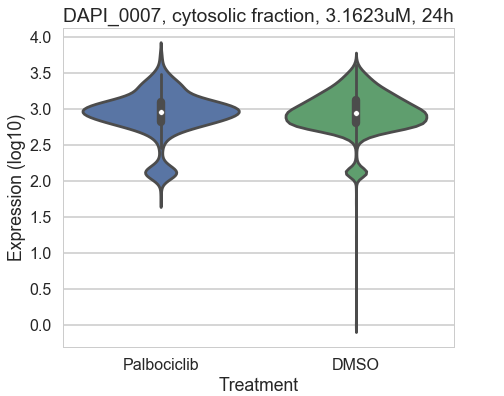 DAPI_0007, cytosolic fraction, 3.1623uM, 24h
4.0
3.5
3.0
2.5
2.0
1.5
1.0
0.5
0.0
Expression (log10)
Palbociclib DMSO
Treatment